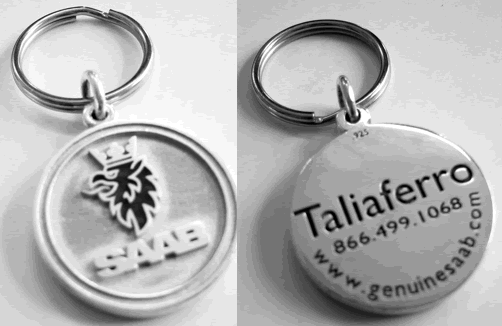 SAAB
925
Taliaferro
866.499.1068
www.genuinesaab.com